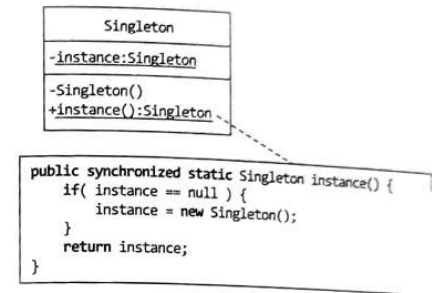 Singleton
-instance:Singleton
-Singleton()
+instance():Singleton
public synchronized static Singleton instance() {
if( instance == null ) {
instance = new Singleton();
}
return instance;
}